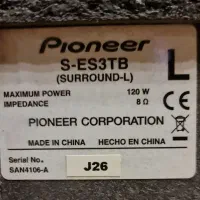 Pioneer
S-ES3TB
(SURROUND-L)
L
MAXIMUM POWER 120 W
IMPEDANCE 8 Ω
PIONEER CORPORATION
MADE IN CHINA HECHO EN CHINA
Serial No.
SAN4106-A
J26